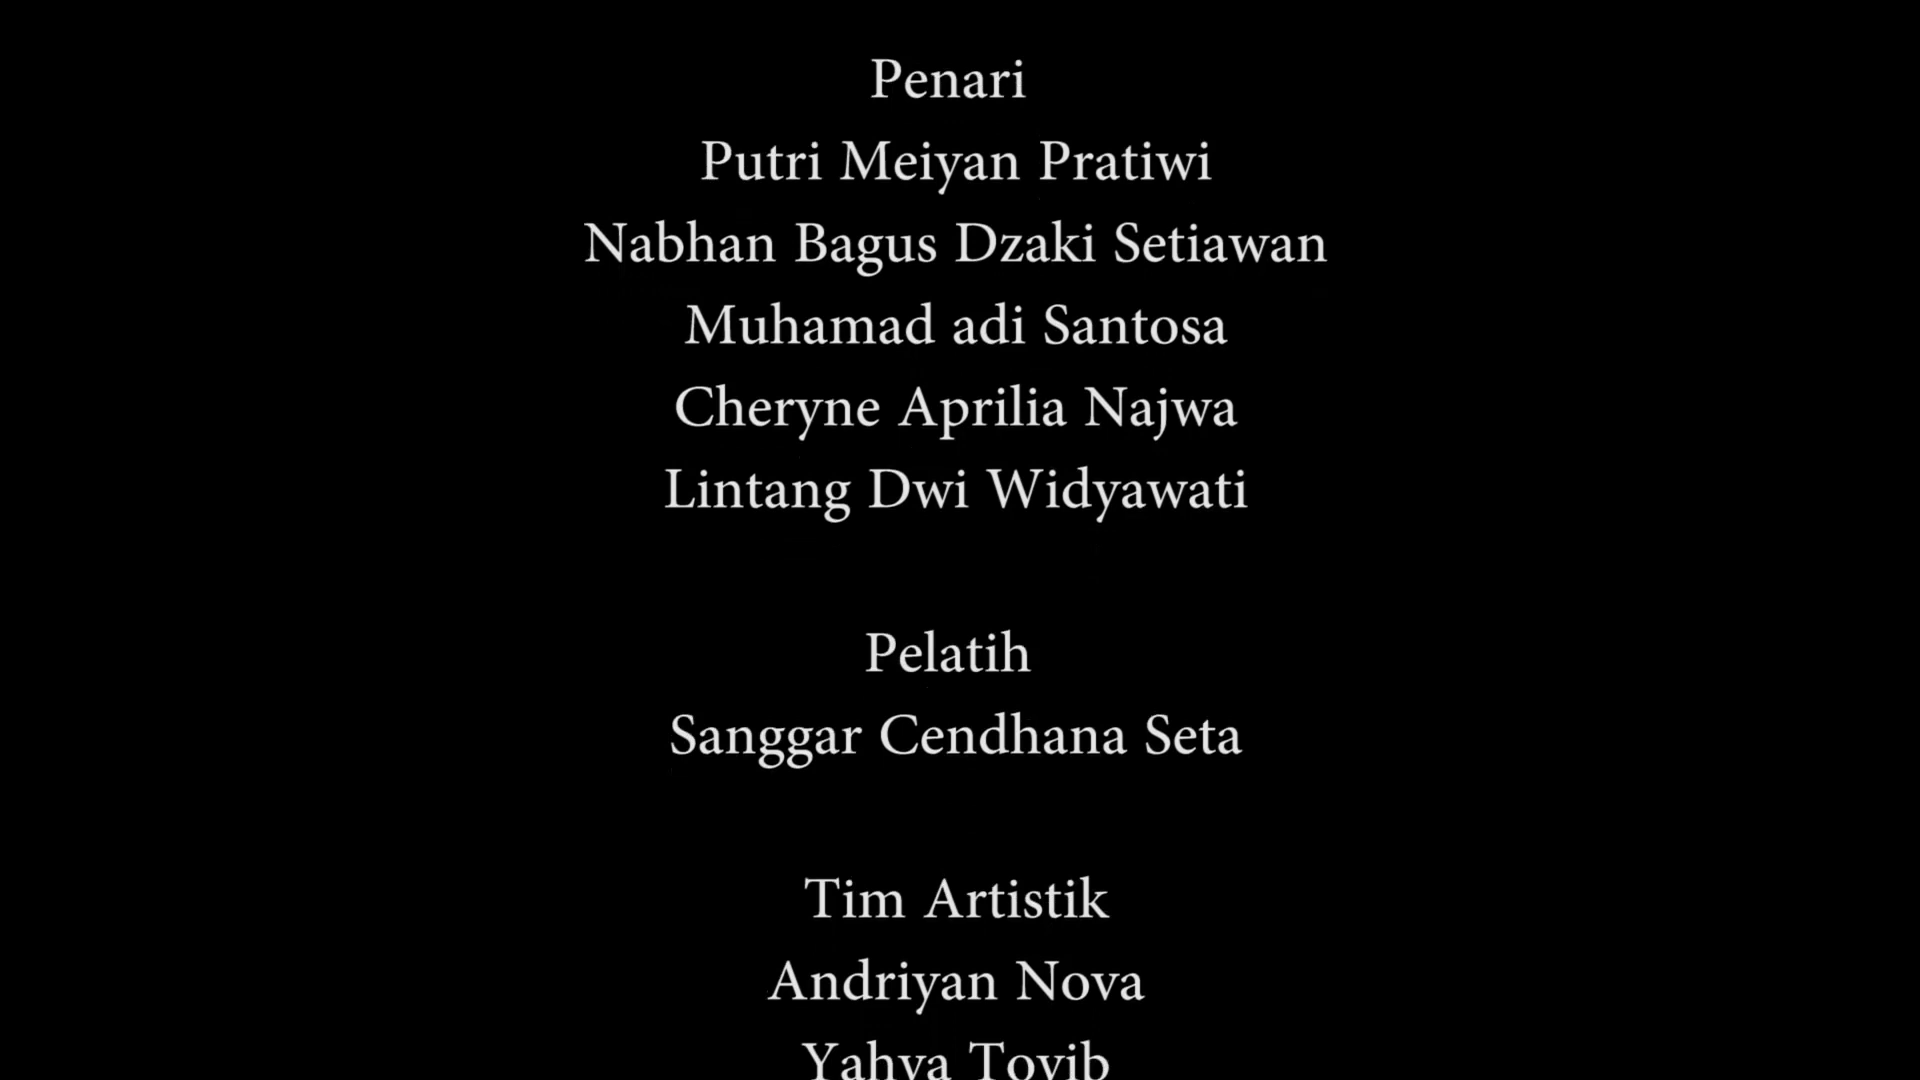 Penari
Putri Meiyan Pratiwi
Nabhan Bagus Dzaki Setiawan
Muhamad adi Santosa
Cheryne Aprilia Najwa
Lintang Dwi Widyawati
Pelatih
Sanggar Cendhana Seta
Tim Artistik
Andriyan Nova
Yahya Toyib